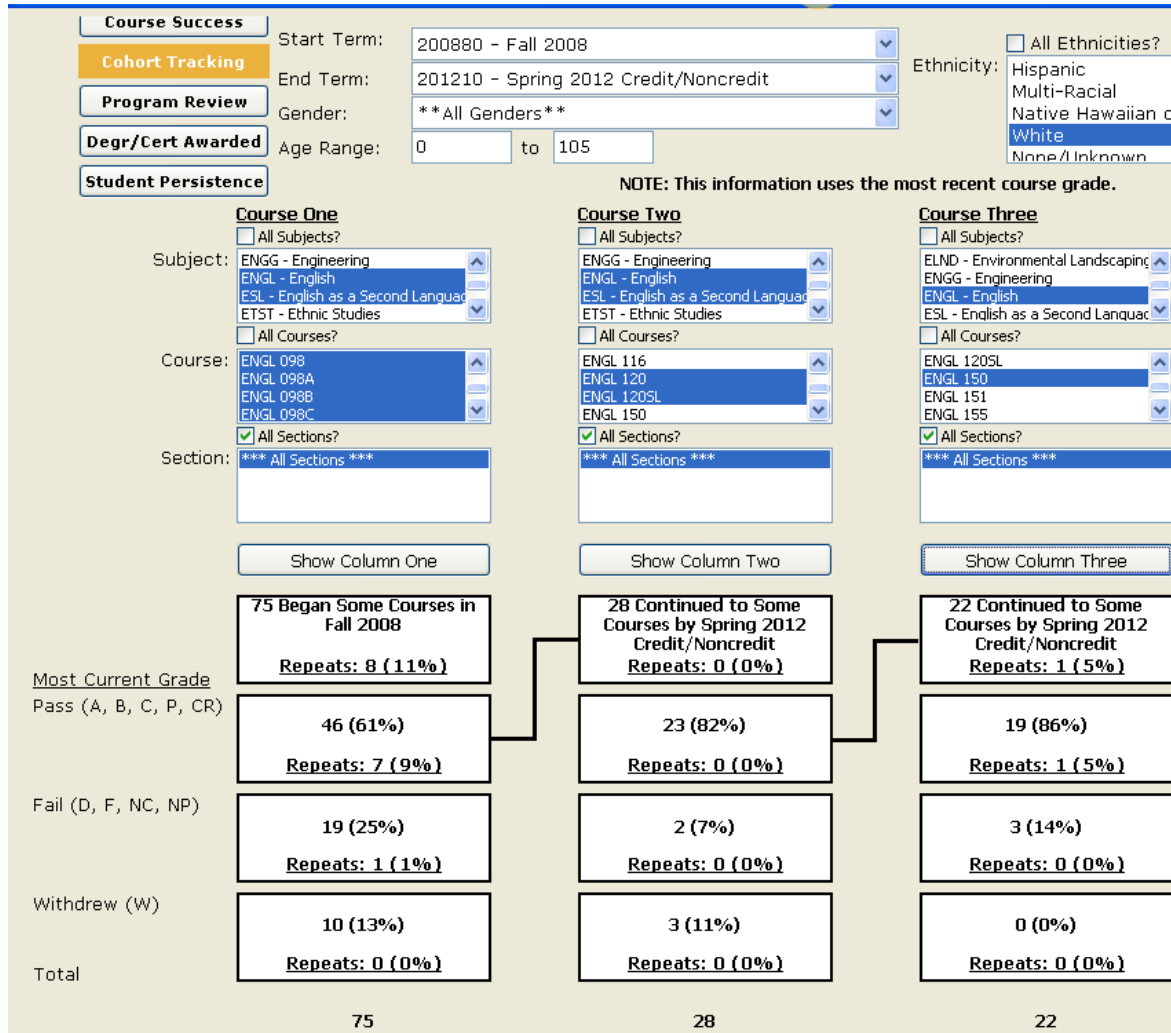 Course Success
Cohort Tracking
Program Review
Degr/Cert Awarded
Student Persistence
Start Term: 200880 - Fall 2008
End Term: 201210 - Spring 2012 Credit/Noncredit
Gender: **All Genders**
Age Range: 0 to 105
All Ethnicities?
Ethnicity:
Hispanic
Multi-Racial
Native Hawaiian o
White
None/Unknown
NOTE: This information uses the most recent course grade.
Course One
All Subjects?
Subject:
ENGG - Engineering
ENGL - English
ESL - English as a Second Languag
ETST - Ethnic Studies
All Courses?
Course:
ENGL 098
ENGL 098A
ENGL 098B
ENGL 098C
All Sections?
Section:
*** All Sections ***
Show Column One
Course Two
All Subjects?
ENGG - Engineering
ENGL - English
ESL - English as a Second Languag
ETST - Ethnic Studies
All Courses?
ENGL 116
ENGL 120
ENGL 120SL
ENGL 150
All Sections?
*** All Sections ***
Show Column Two
Course Three
All Subjects?
ELND - Environmental Landscaping
ENGG - Engineering
ENGL - English
ESL - English as a Second Languag
All Courses?
ENGL 120SL
ENGL 150
ENGL 151
ENGL 155
All Sections?
*** All Sections ***
Show Column Three
75 Began Some Courses in
Fall 2008
Repeats: 8 (11%)
28 Continued to Some
Courses by Spring 2012
Credit/Noncredit
Repeats: 0 (0%)
22 Continued to Some
Courses by Spring 2012
Credit/Noncredit
Repeats: 1 (5%)
Most Current Grade
Pass (A, B, C, P, CR)
46 (61%)
Repeats: 7 (9%)
23 (82%)
Repeats: 0 (0%)
19 (86%)
Repeats: 1 (5%)
Fail (D, F, NC, NP)
19 (25%)
Repeats: 1 (1%)
2 (7%)
Repeats: 0 (0%)
3 (14%)
Repeats: 0 (0%)
Withdrew (W)
10 (13%)
Repeats: 0 (0%)
3 (11%)
Repeats: 0 (0%)
0 (0%)
Repeats: 0 (0%)
Total
75 28 22